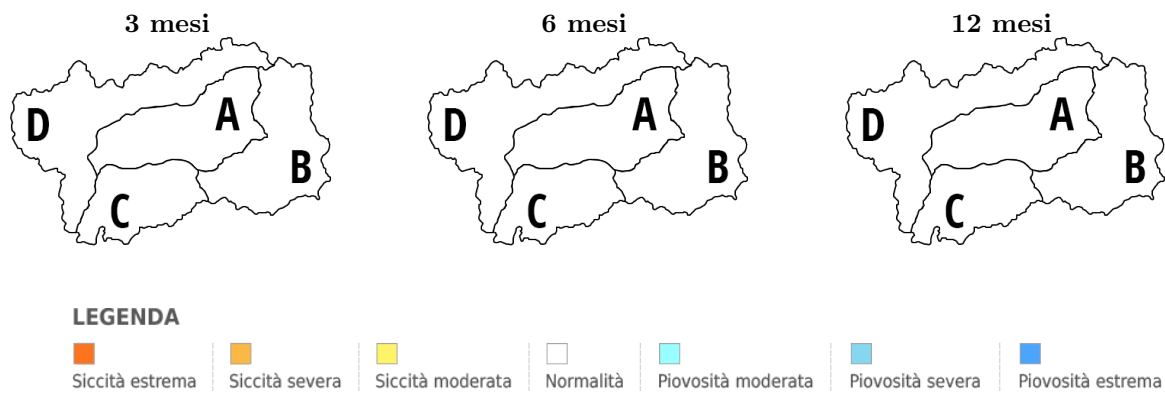 3 mesi 6 mesi 12 mesi
A A A
D D D
B B B
C C C
LEGENDA
Siccità estrema Siccità severa Siccità moderata Normalità Piovosità moderata Piovosità severa Piovosità estrema